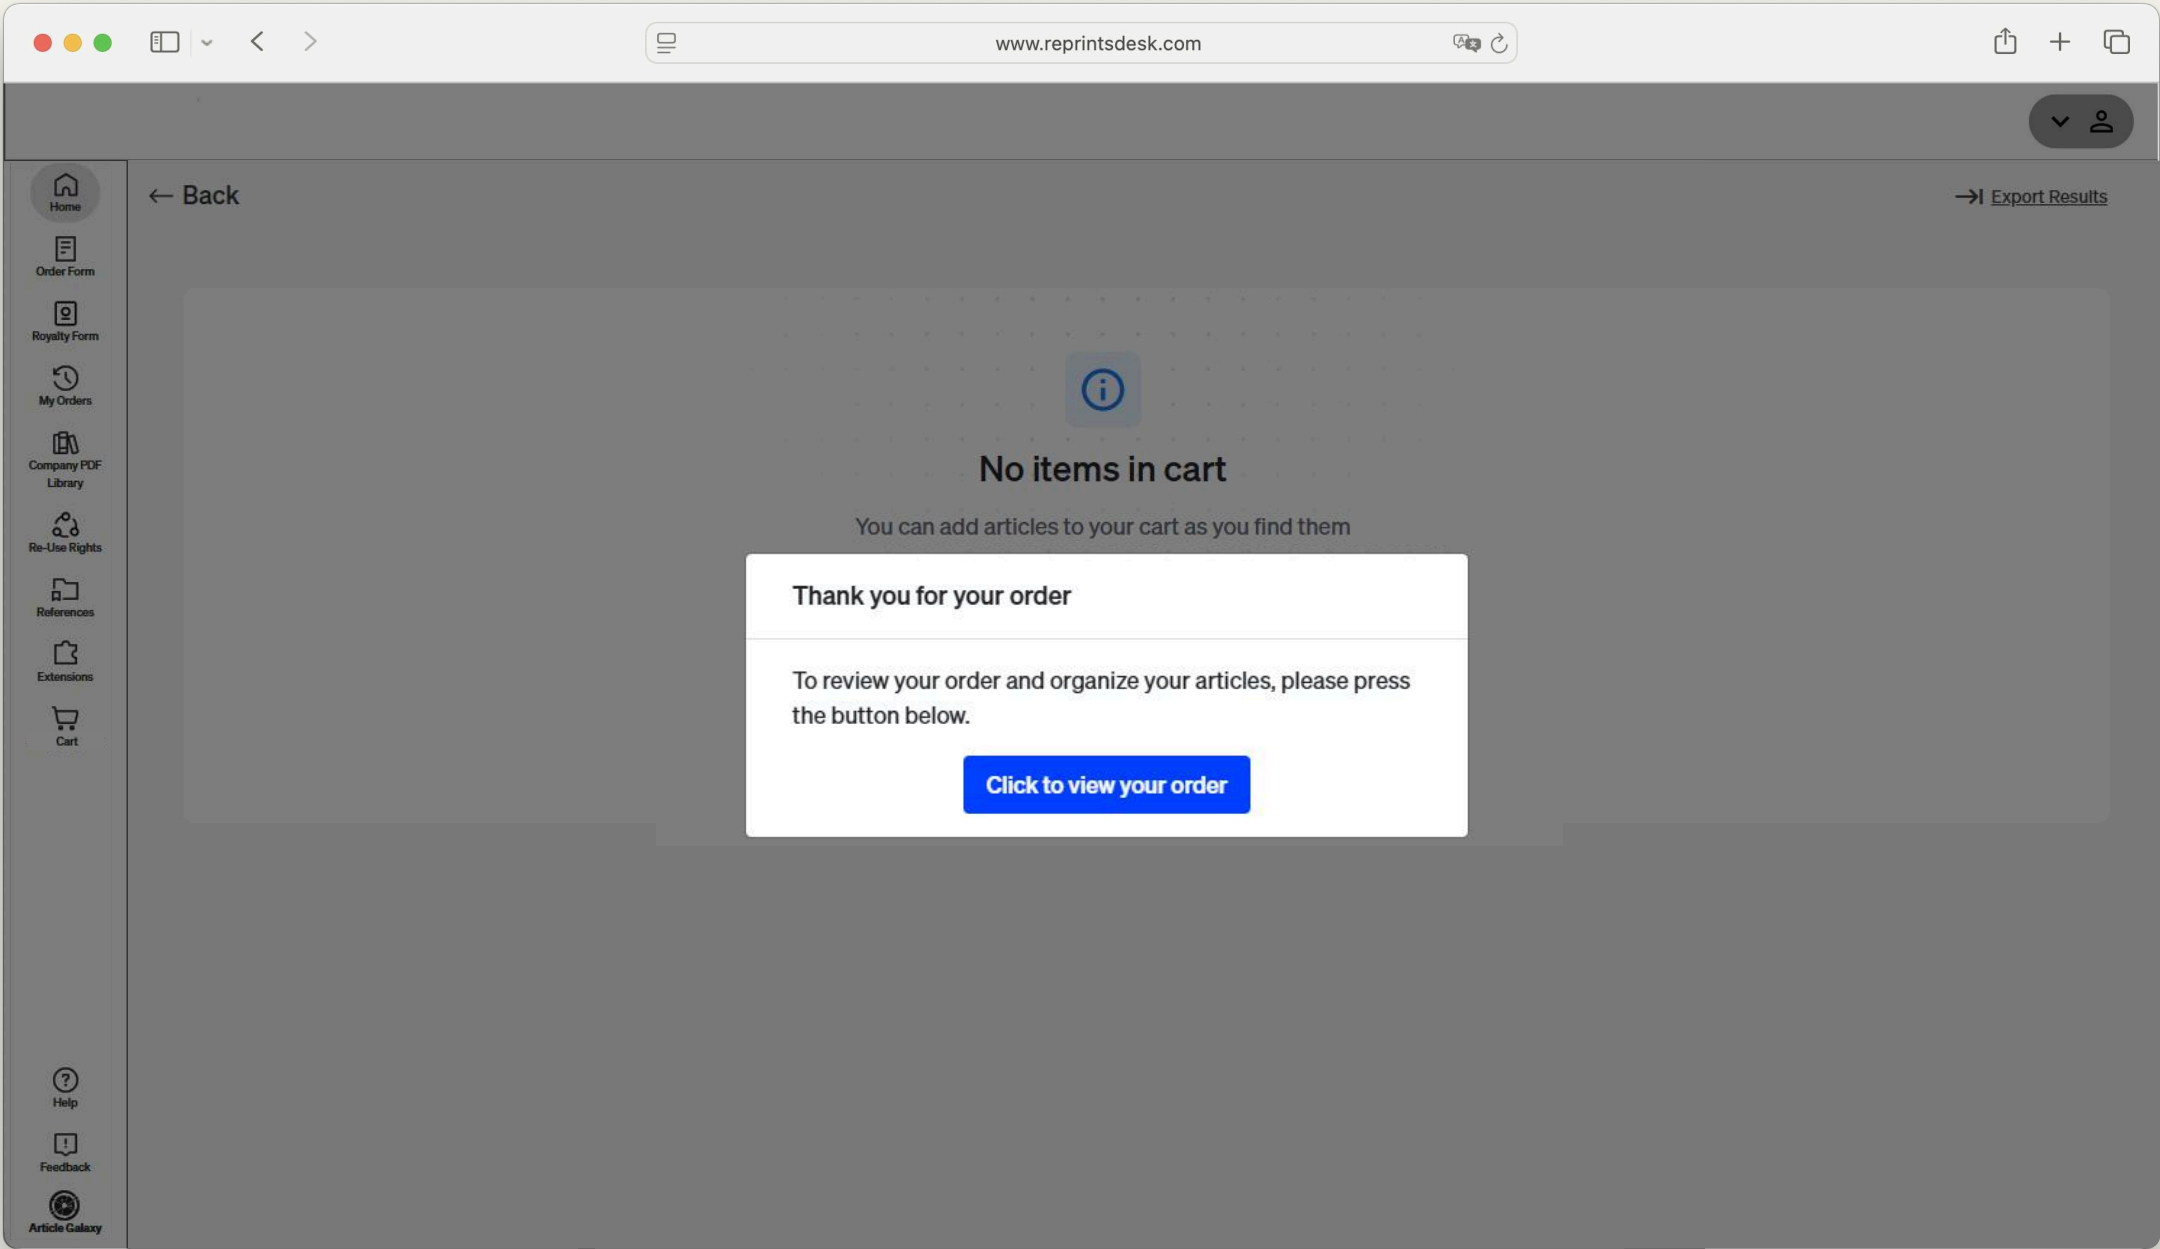 www.reprintsdesk.com
Home
Order Form
Royalty Form
My Orders
Company PDF
Library
Re-Use Rights
References
Extensions
Cart
Help
Feedback
Article Galaxy
Back
Export Results
No items in cart
You can add articles to your cart as you find them
Thank you for your order
To review your order and organize your articles, please press
the button below.
Click to view your order